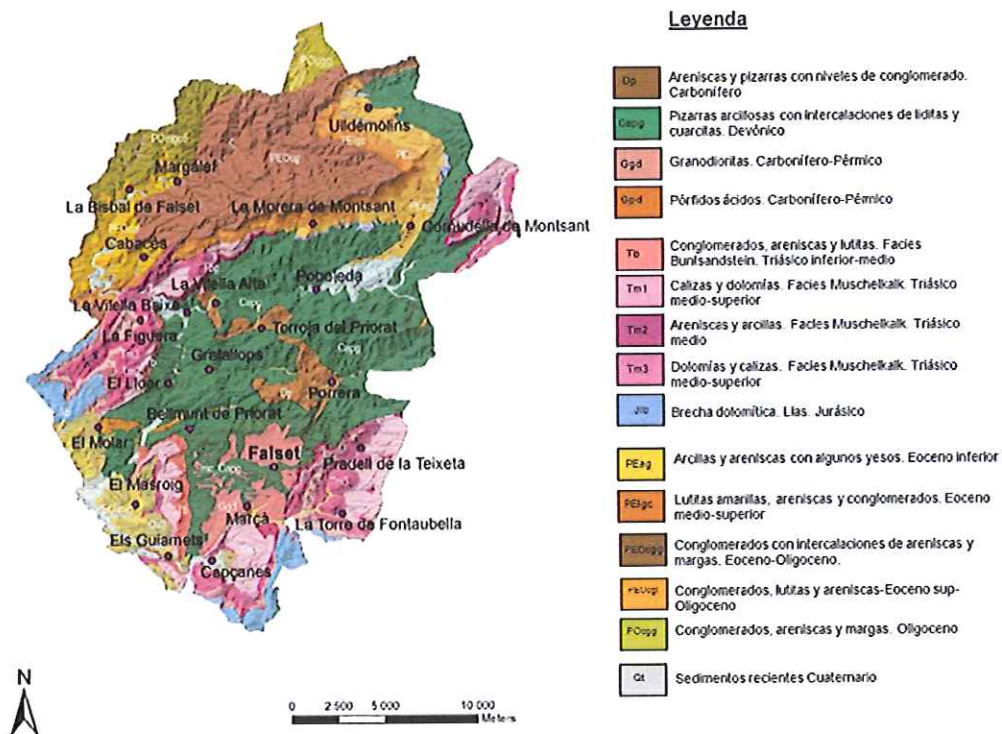 Leyenda
Dp
Areniscas y pizarras con niveles de conglomerado.
Carbonífero
Capg
Pizarras arcillosas con intercalaciones de liditas y
cuarcitas. Devónico
Ggd
Granodioritas. Carbonífero-Pérmico
Gpd
Pórfidos ácidos. Carbonífero-Pérmico
Tb
Conglomerados, areniscas y lutitas. Facies
Buntsandstein. Triásico inferior-medio
Tm1
Calizas y dolomías. Facies Muschelkalk. Triásico
medio-superior
Tm2
Areniscas y arcillas. Facies Muschelkalk. Triásico
medio
Tm3
Dolomías y calizas. Facies Muschelkalk. Triásico
medio-superior
Brecha dolomítica. Lías. Jurásico
PEag
Arcillas y areniscas con algunos yesos. Eoceno inferior
PElgc
Lutitas amarillas, areniscas y conglomerados. Eoceno
medio-superior
PEOcgg
Conglomerados con intercalaciones de areniscas y
margas. Eoceno-Oligoceno.
PEOcgl
Conglomerados, lutitas y areniscas-Eoceno sup-
Oligoceno
POcgg
Conglomerados, areniscas y margas. Oligoceno
Qt
Sedimentos recientes Cuaternario
Ulldemolins
Margalef
La Bisbal de Falset
La Morera de Montsant
Cornudella de Montsant
Cabacés
Poboleda
La Vilella Alta
La Vilella Baixa
La Figuera
Torroja del Priorat
Gratallops
El Lloar
Porrera
Bellmunt de Priorat
El Molar
Falset
Pradell de la Teixeta
El Masroig
Marçà
La Torre de Fontaubella
Els Guiamets
Capçanes
N
0 2.500 5.000 10.000
Meters